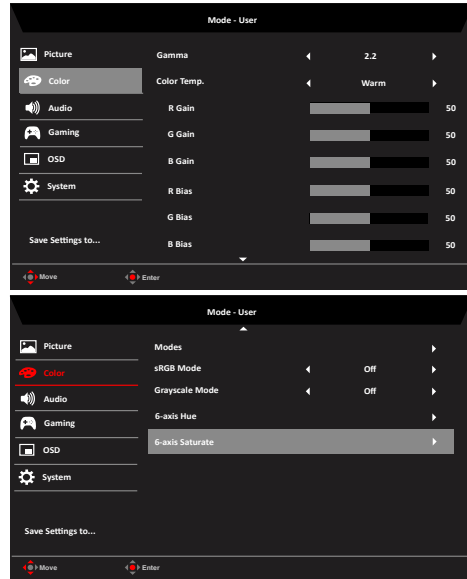 Mode - User
Picture
Gamma 2.2
Color
Color Temp. Warm
Audio
R Gain 50
Gaming
G Gain 50
OSD
B Gain 50
System
R Bias 50
G Bias 50
Save Settings to...
B Bias 50
Move Enter
Mode - User
Picture
Modes
Color
sRGB Mode Off
Audio
Grayscale Mode Off
Gaming
6-axis Hue
OSD
6-axis Saturate
System
Save Settings to...
Move Enter